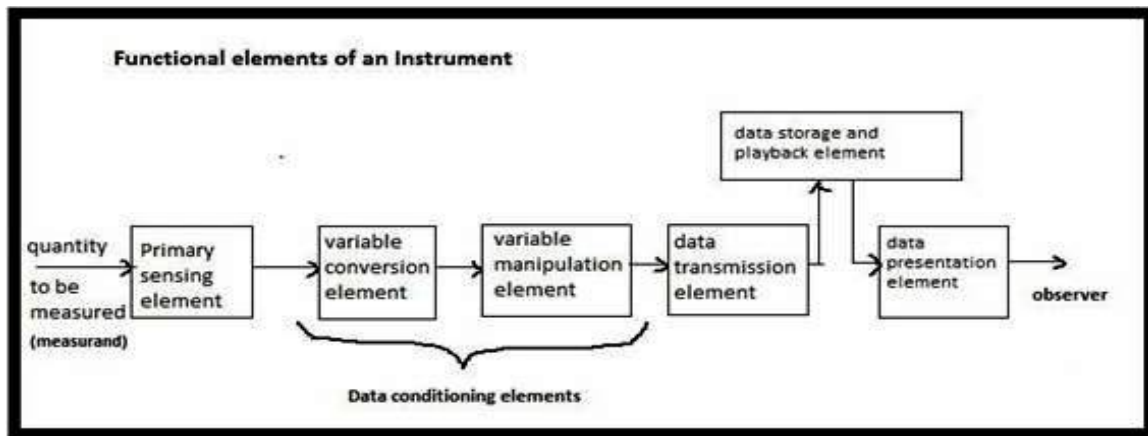 Functional elements of an Instrument
data storage and
playback element
quantity
to be
measured
(measurand)
Primary
sensing
element
variable
conversion
element
variable
manipulation
element
data
transmission
element
data
presentation
element
observer
Data conditioning elements